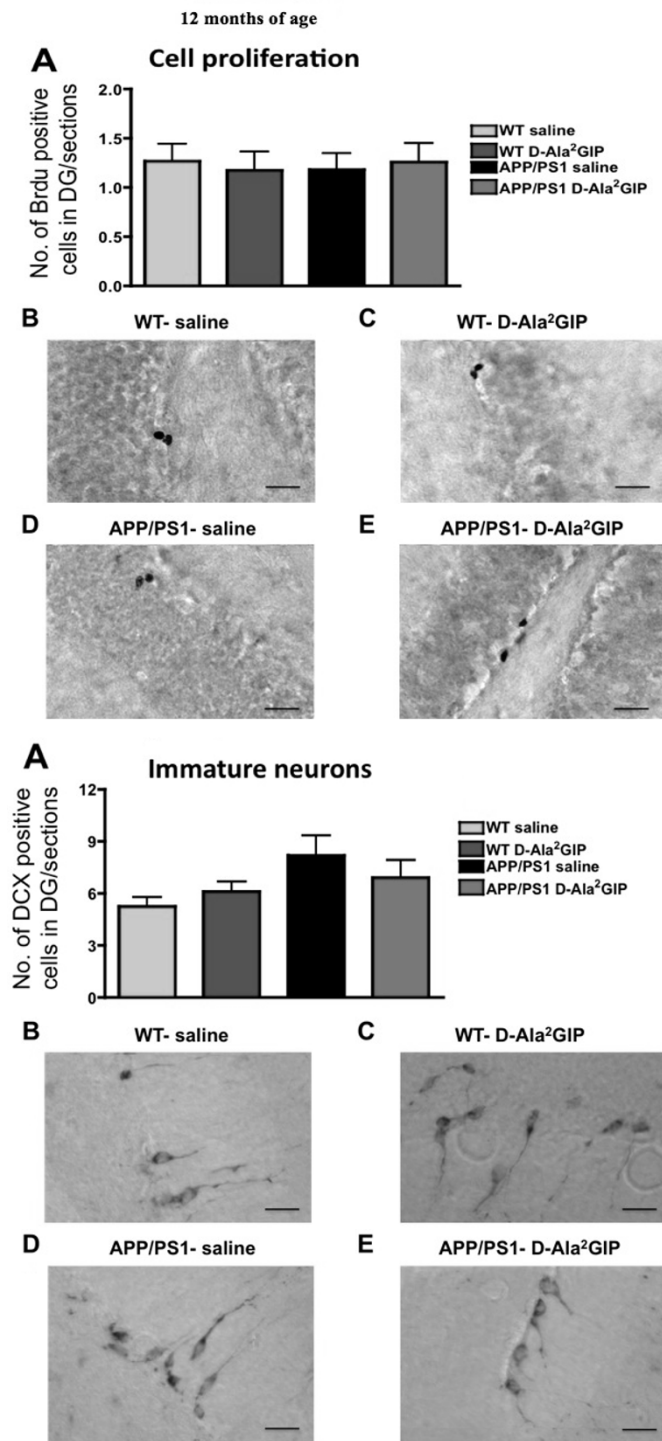 12 months of age
A
Cell proliferation
No. of Brdu positive
cells in DG/sections
2.0
1.5
1.0
0.5
0.0
WT saline
WT D-Ala²GIP
APP/PS1 saline
APP/PS1 D-Ala²GIP
B
WT- saline
C
WT- D-Ala²GIP
D
APP/PS1- saline
E
APP/PS1- D-Ala²GIP
A
Immature neurons
No. of DCX positive
cells in DG/sections
12
9
6
3
0
WT saline
WT D-Ala²GIP
APP/PS1 saline
APP/PS1 D-Ala²GIP
B
WT- saline
C
WT- D-Ala²GIP
D
APP/PS1- saline
E
APP/PS1- D-Ala²GIP